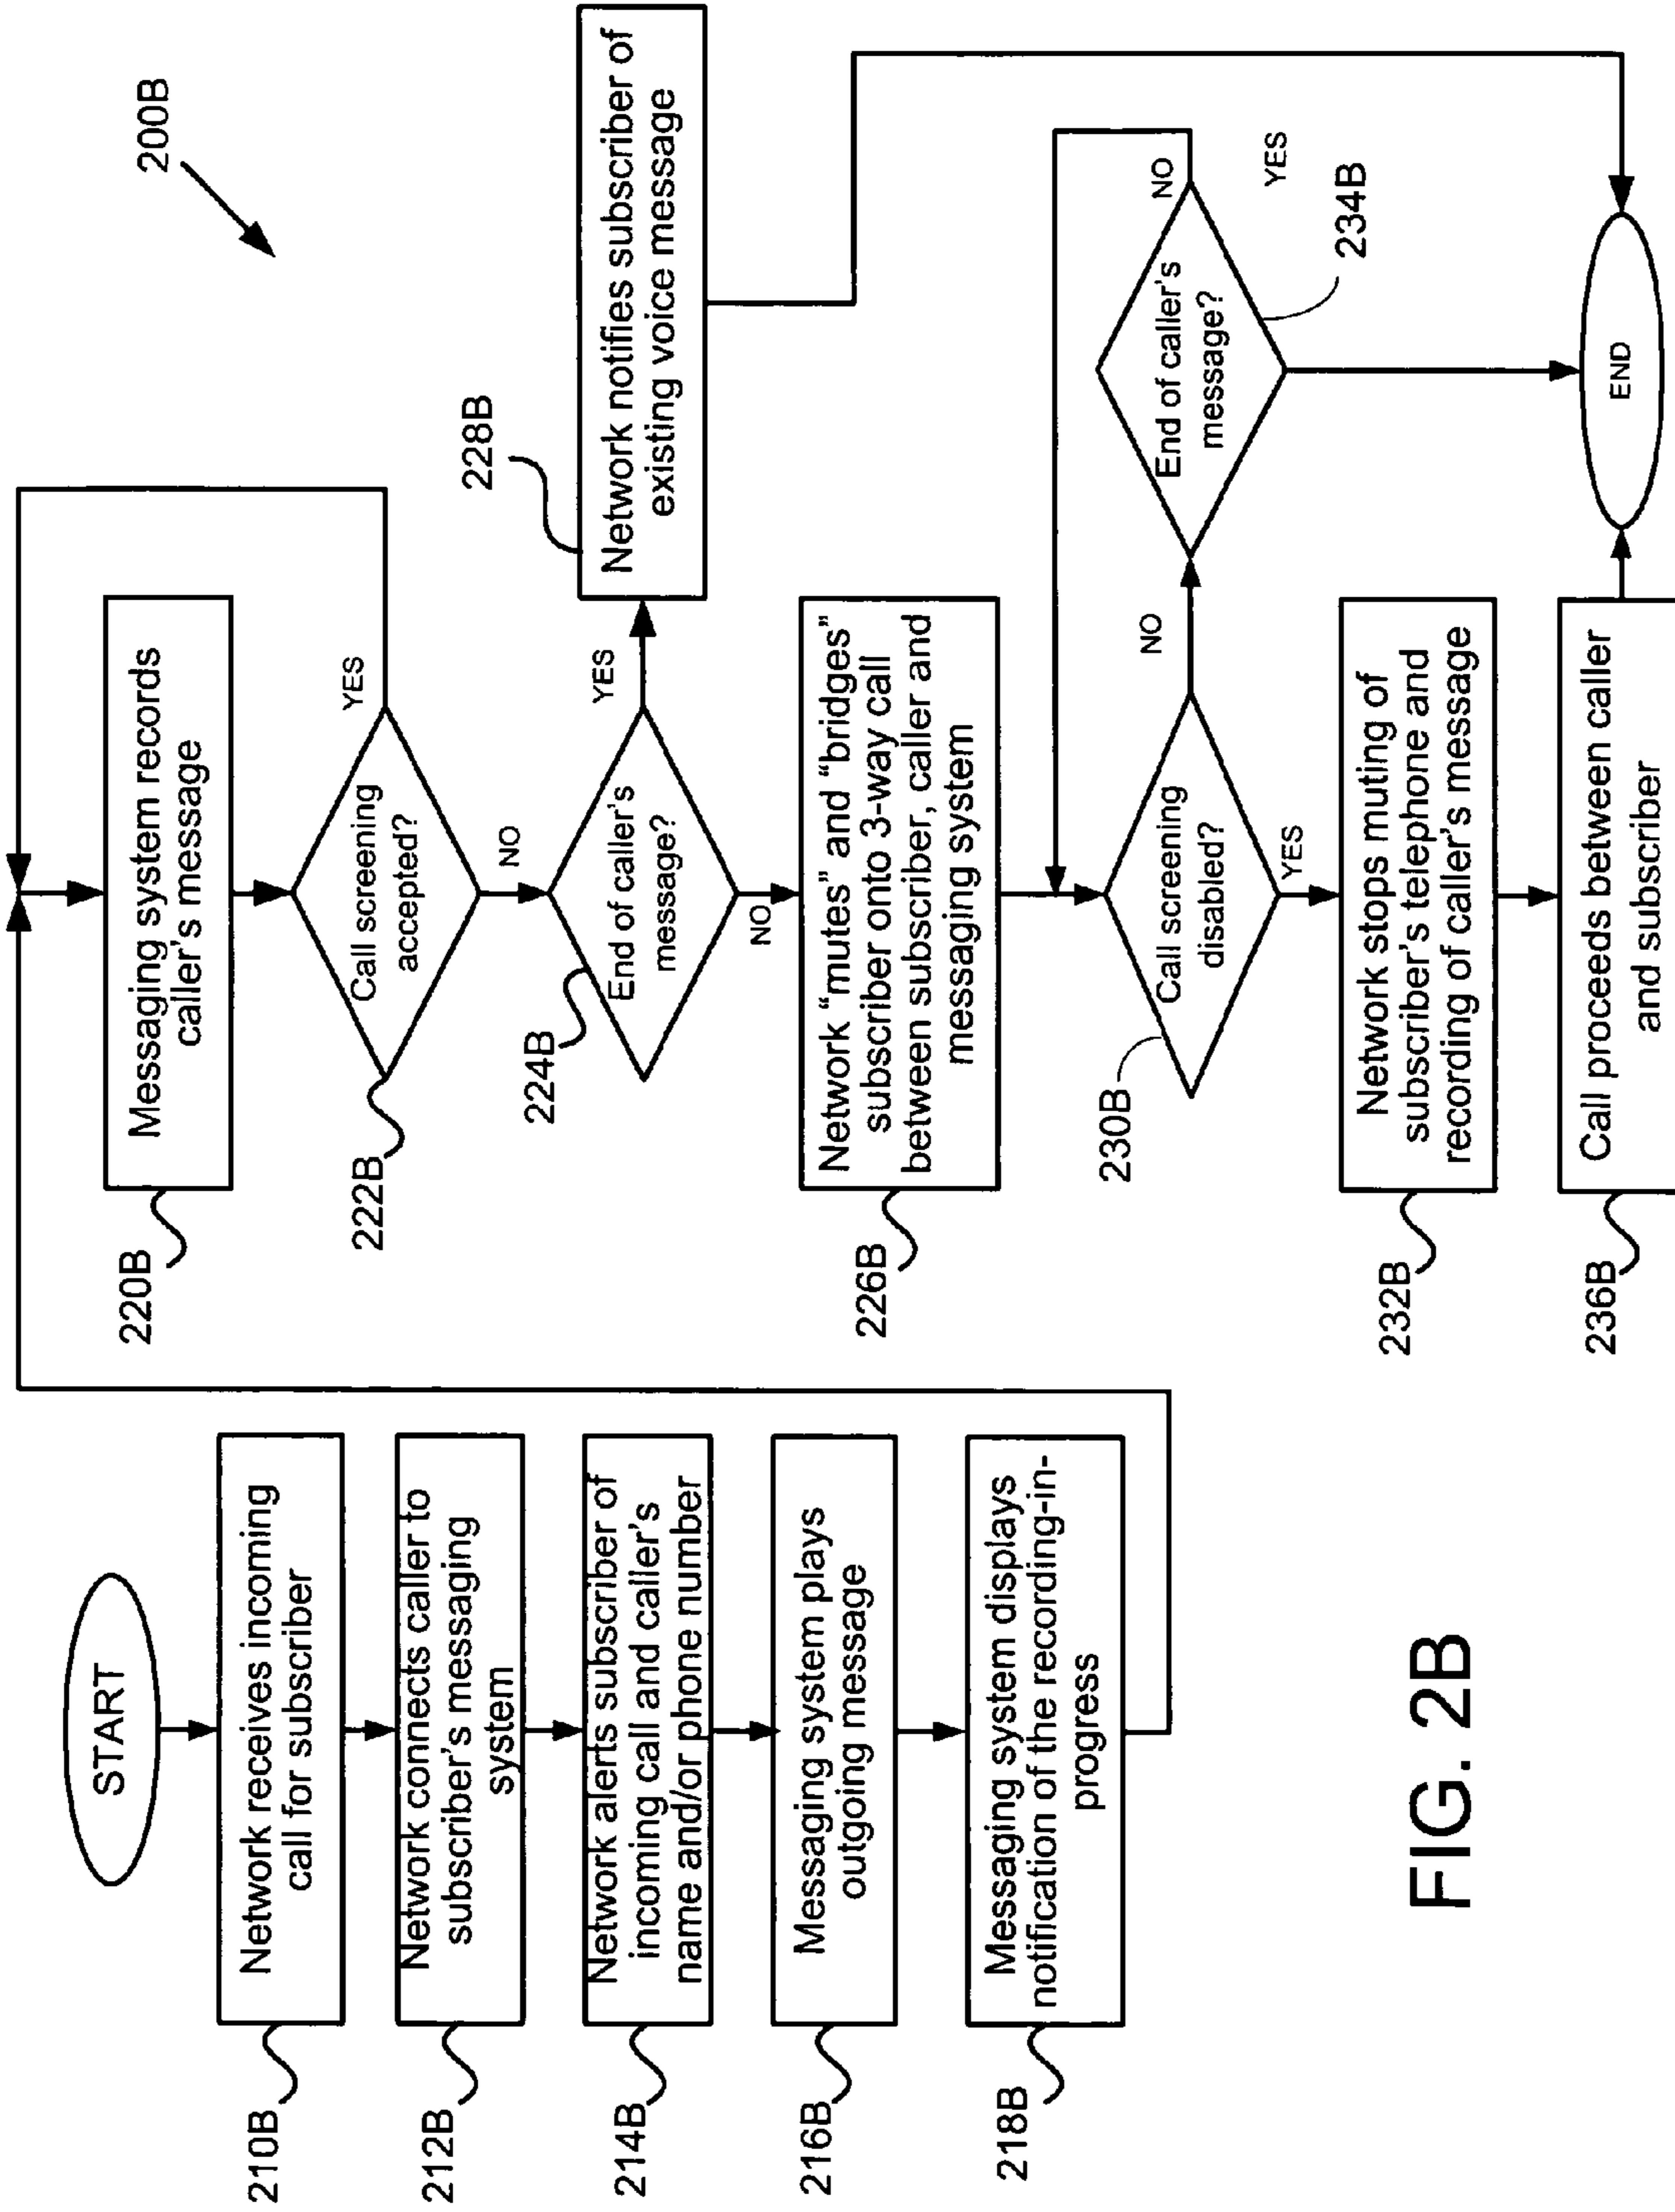 200B
START
210B
Network receives incoming
call for subscriber
212B
Network connects caller to
subscriber's messaging
system
214B
Network alerts subscriber of
incoming call and caller's
name and/or phone number
216B
Messaging system plays
outgoing message
218B
Messaging system displays
notification of the recording-in-
progress
220B
Messaging system records
caller's message
222B
Call screening
accepted?
YES
NO
224B
End of caller's
message?
YES
NO
228B
Network notifies subscriber of
existing voice message
226B
Network “mutes” and “bridges”
subscriber onto 3-way call
between subscriber, caller and
messaging system
230B
Call screening
disabled?
NO
YES
234B
End of caller's
message?
NO
YES
232B
Network stops muting of
subscriber's telephone and
recording of caller's message
236B
Call proceeds between caller
and subscriber
END
FIG. 2B